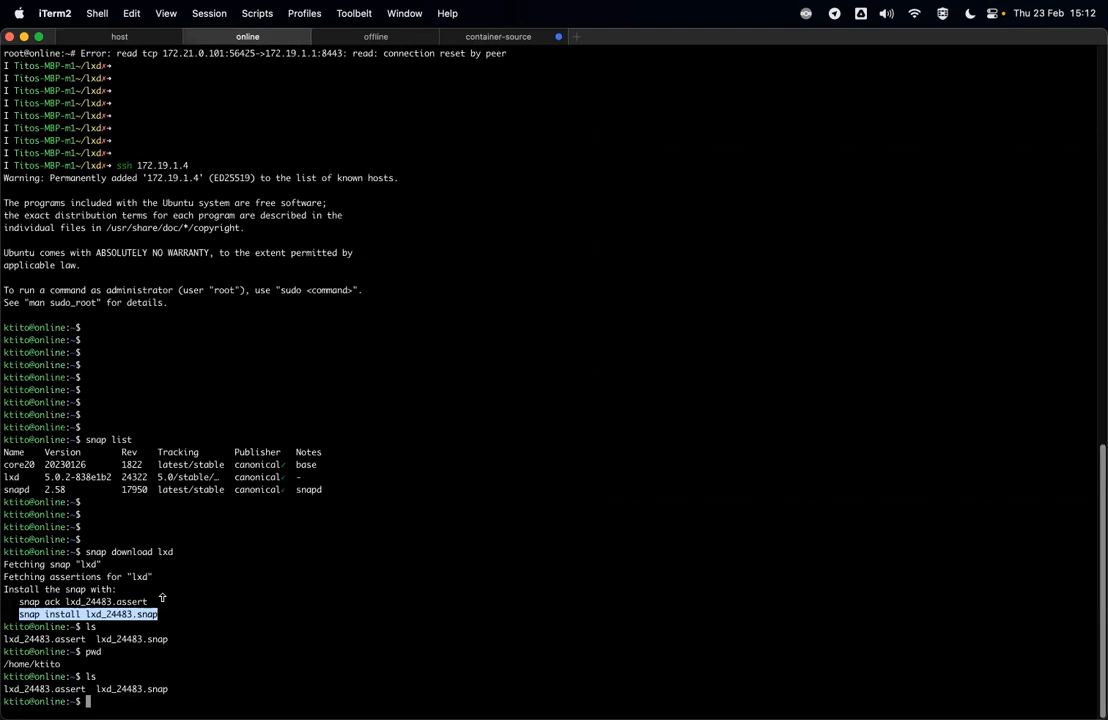 iTerm2 Shell Edit View Session Scripts Profiles Toolbelt Window Help Thu 23 Feb 15:12
host online offline container-source
root@online:~# Error: read tcp 172.21.0.101:56425->172.19.1.1:8443: read: connection reset by peer
I Titos-MBP-m1~/lxd✗➜
I Titos-MBP-m1~/lxd✗➜
I Titos-MBP-m1~/lxd✗➜
I Titos-MBP-m1~/lxd✗➜
I Titos-MBP-m1~/lxd✗➜
I Titos-MBP-m1~/lxd✗➜
I Titos-MBP-m1~/lxd✗➜
I Titos-MBP-m1~/lxd✗➜
I Titos-MBP-m1~/lxd✗➜ ssh 172.19.1.4
Warning: Permanently added '172.19.1.4' (ED25519) to the list of known hosts.
The programs included with the Ubuntu system are free software;
the exact distribution terms for each program are described in the
individual files in /usr/share/doc/*/copyright.
Ubuntu comes with ABSOLUTELY NO WARRANTY, to the extent permitted by
applicable law.
To run a command as administrator (user "root"), use "sudo <command>".
See "man sudo_root" for details.
ktito@online:~$
ktito@online:~$
ktito@online:~$
ktito@online:~$
ktito@online:~$
ktito@online:~$
ktito@online:~$
ktito@online:~$
ktito@online:~$
ktito@online:~$ snap list
Name Version Rev Tracking Publisher Notes
core20 20230126 1822 latest/stable canonical✓ base
lxd 5.0.2-838e1b2 24322 5.0/stable/… canonical✓ -
snapd 2.58 17950 latest/stable canonical✓ snapd
ktito@online:~$
ktito@online:~$
ktito@online:~$
ktito@online:~$
ktito@online:~$ snap download lxd
Fetching snap "lxd"
Fetching assertions for "lxd"
Install the snap with:
snap ack lxd_24483.assert
snap install lxd_24483.snap
ktito@online:~$ ls
lxd_24483.assert lxd_24483.snap
ktito@online:~$ pwd
/home/ktito
ktito@online:~$ ls
lxd_24483.assert lxd_24483.snap
ktito@online:~$